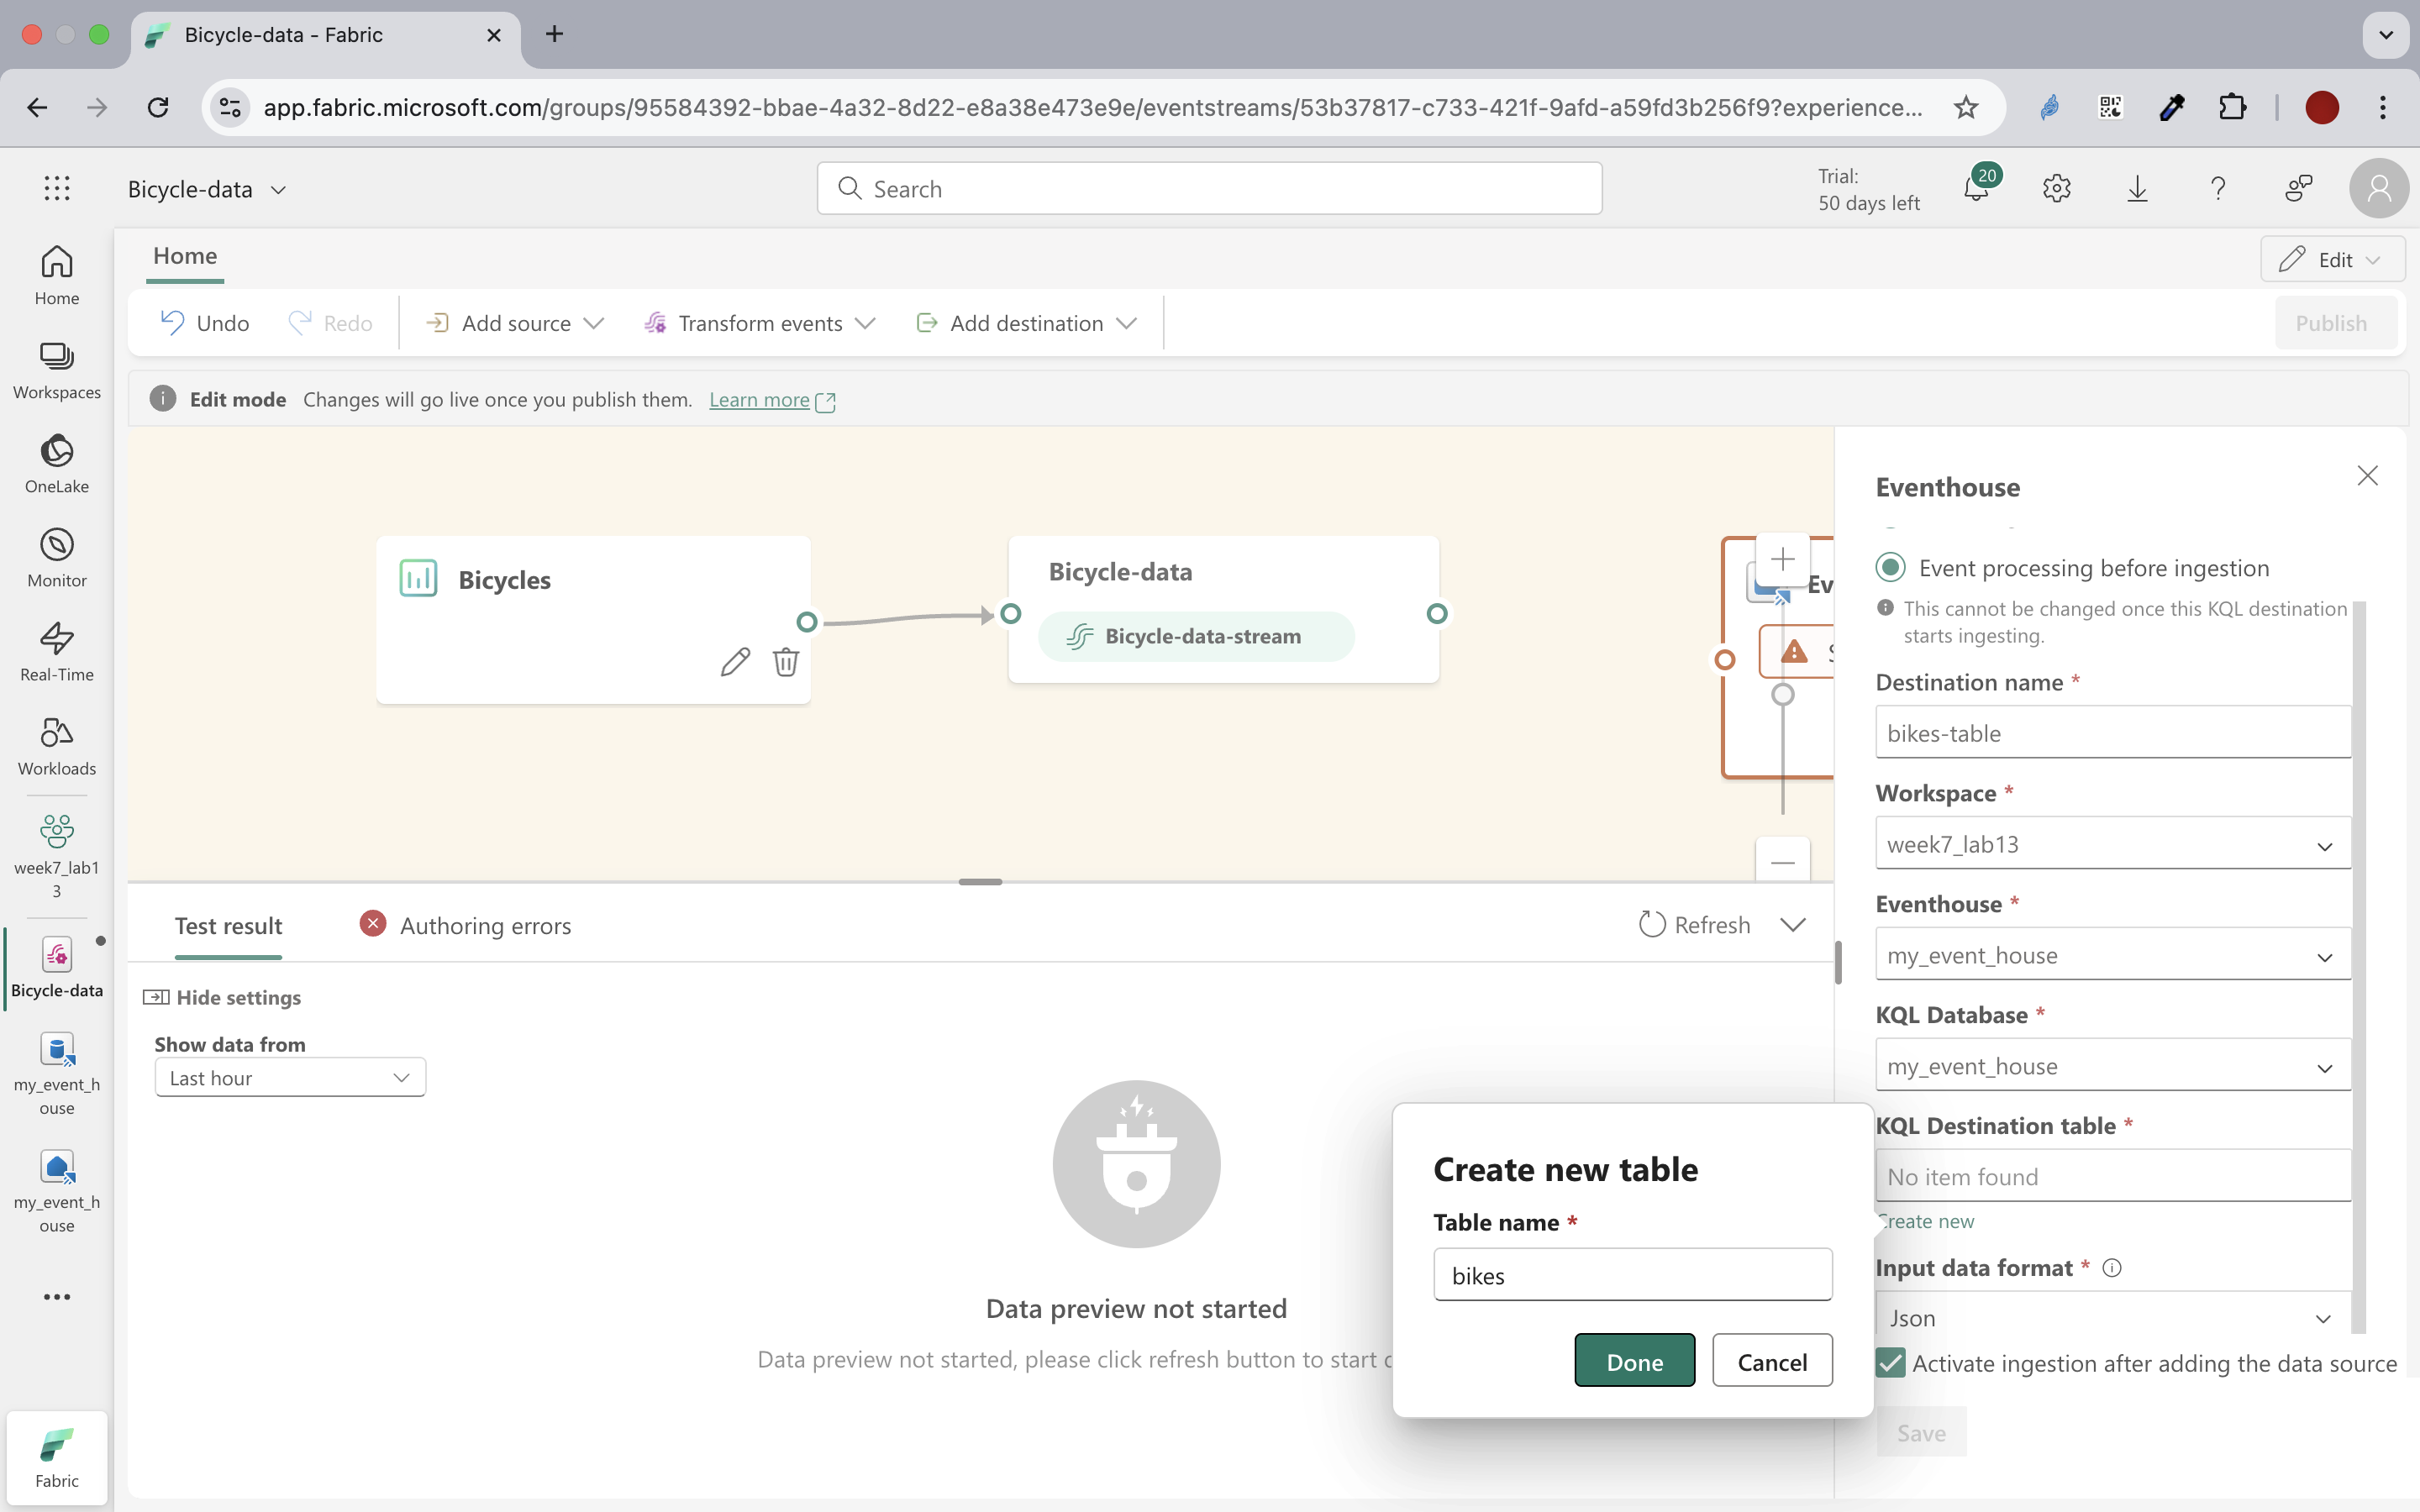 Bicycle-data - Fabric
app.fabric.microsoft.com/groups/95584392-bbae-4a32-8d22-e8a38e473e9e/eventstreams/53b37817-c733-421f-9afd-a59fd3b256f9?experience...
Bicycle-data
Search
Trial:
50 days left
20
Home
Edit
Undo
Redo
Add source
Transform events
Add destination
Publish
Edit mode Changes will go live once you publish them. Learn more
Home
Workspaces
OneLake
Monitor
Real-Time
Workloads
week7_lab1
3
Bicycle-data
my_event_h
ouse
my_event_h
ouse
Fabric
Bicycles
Bicycle-data
Bicycle-data-stream
Ev
Test result
Authoring errors
Refresh
Hide settings
Show data from
Last hour
Data preview not started
Data preview not started, please click refresh button to start
Create new table
Table name *
bikes
Done
Cancel
Eventhouse
Event processing before ingestion
This cannot be changed once this KQL destination
starts ingesting.
Destination name *
bikes-table
Workspace *
week7_lab13
Eventhouse *
my_event_house
KQL Database *
my_event_house
KQL Destination table *
No item found
Create new
Input data format *
Json
Activate ingestion after adding the data source
Save